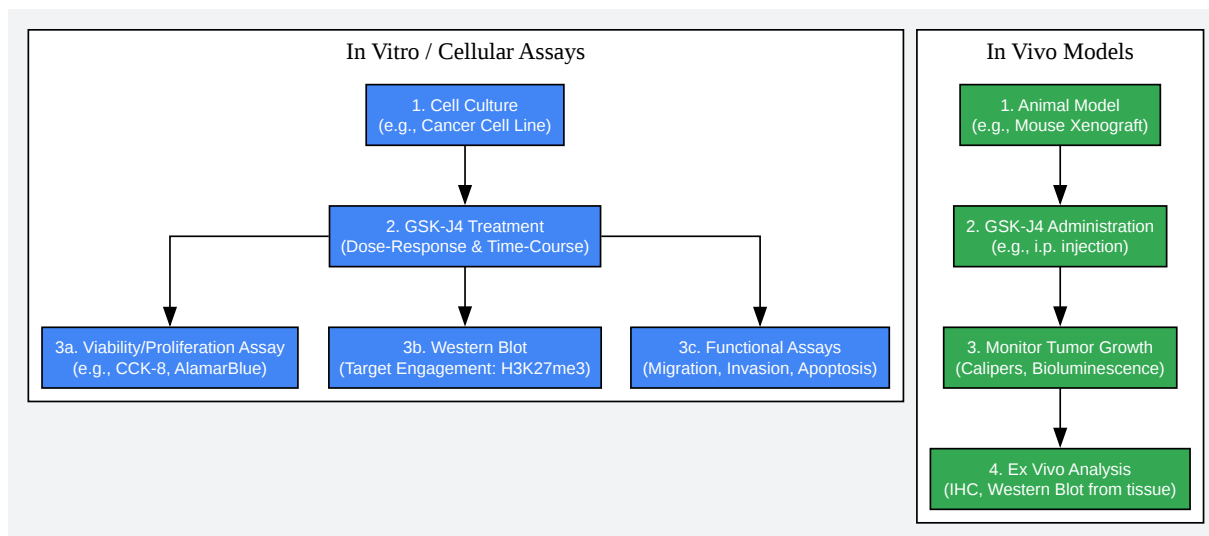 In Vitro / Cellular Assays
1. Cell Culture
(e.g., Cancer Cell Line)
2. GSK-J4 Treatment
(Dose-Response & Time-Course)
3a. Viability/Proliferation Assay
(e.g., CCK-8, AlamarBlue)
3b. Western Blot
(Target Engagement: H3K27me3)
3c. Functional Assays
(Migration, Invasion, Apoptosis)
In Vivo Models
1. Animal Model
(e.g., Mouse Xenograft)
2. GSK-J4 Administration
(e.g., i.p. injection)
3. Monitor Tumor Growth
(Calipers, Bioluminescence)
4. Ex Vivo Analysis
(IHC, Western Blot from tissue)